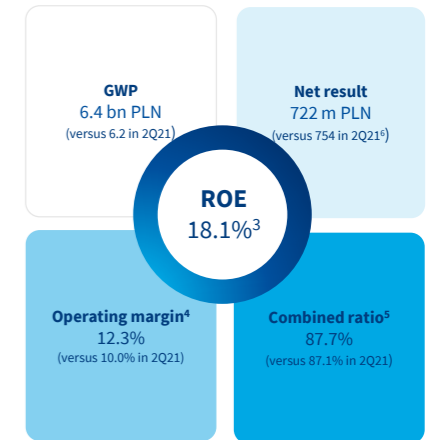 GWP
6.4 bn PLN
(versus 6.2 in 2Q21)
Net result
722 m PLN
(versus 754 in 2Q21⁶)
ROE
18.1%³
Operating margin⁴
12.3%
(versus 10.0% in 2Q21)
Combined ratio⁵
87.7%
(versus 87.1% in 2Q21)